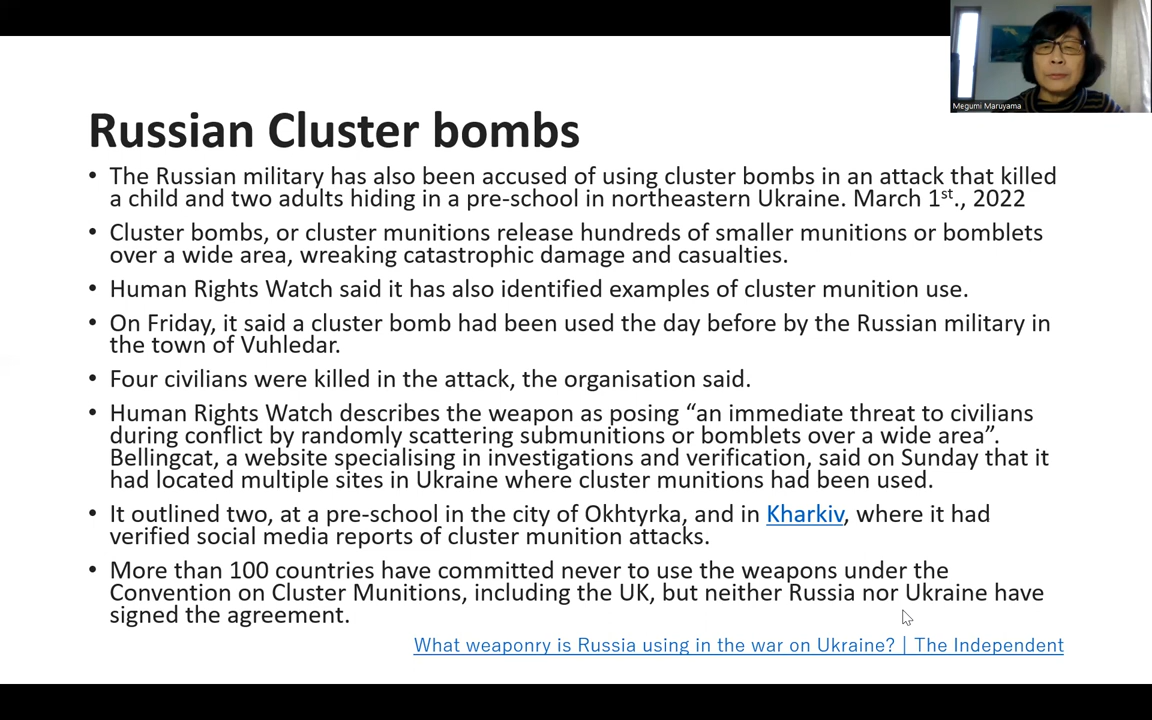 Megumi Maruyama
Russian Cluster bombs
• The Russian military has also been accused of using cluster bombs in an attack that killed
a child and two adults hiding in a pre-school in northeastern Ukraine. March 1st., 2022
• Cluster bombs, or cluster munitions release hundreds of smaller munitions or bomblets
over a wide area, wreaking catastrophic damage and casualties.
• Human Rights Watch said it has also identified examples of cluster munition use.
• On Friday, it said a cluster bomb had been used the day before by the Russian military in
the town of Vuhledar.
• Four civilians were killed in the attack, the organisation said.
• Human Rights Watch describes the weapon as posing “an immediate threat to civilians
during conflict by randomly scattering submunitions or bomblets over a wide area”.
Bellingcat, a website specialising in investigations and verification, said on Sunday that it
had located multiple sites in Ukraine where cluster munitions had been used.
• It outlined two, at a pre-school in the city of Okhtyrka, and in Kharkiv, where it had
verified social media reports of cluster munition attacks.
• More than 100 countries have committed never to use the weapons under the
Convention on Cluster Munitions, including the UK, but neither Russia nor Ukraine have
signed the agreement.
What weaponry is Russia using in the war on Ukraine? | The Independent